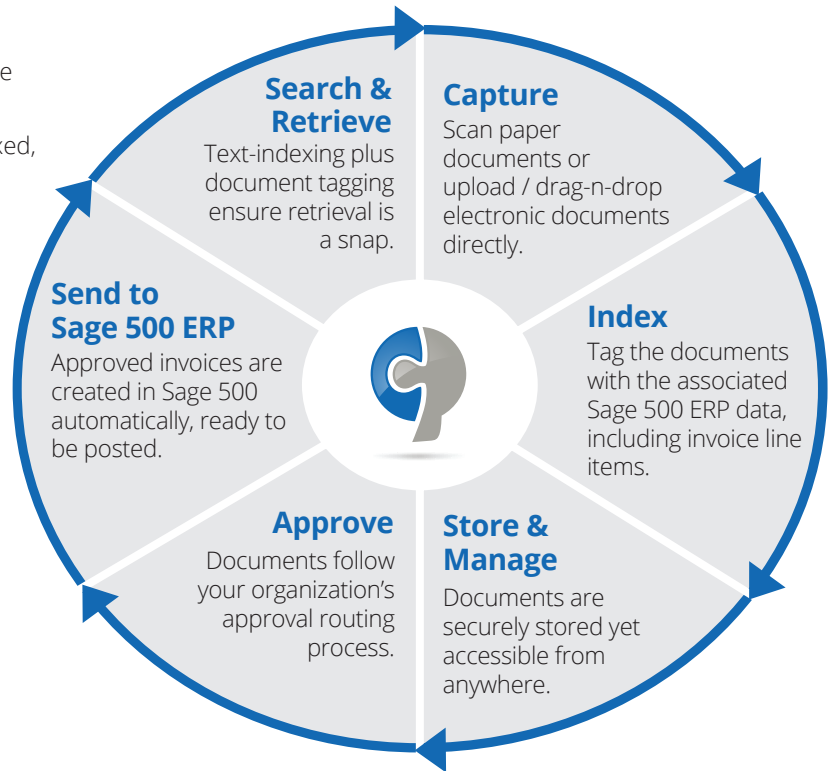 e
xed,
Search &
Retrieve
Text-indexing plus
document tagging
ensure retrieval is
a snap.
Capture
Scan paper
documents or
upload / drag-n-drop
electronic documents
directly.
Index
Tag the documents
with the associated
Sage 500 ERP data,
including invoice line
items.
Store &
Manage
Documents are
securely stored yet
accessible from
anywhere.
Approve
Documents follow
your organization’s
approval routing
process.
Send to
Sage 500 ERP
Approved invoices are
created in Sage 500
automatically, ready to
be posted.